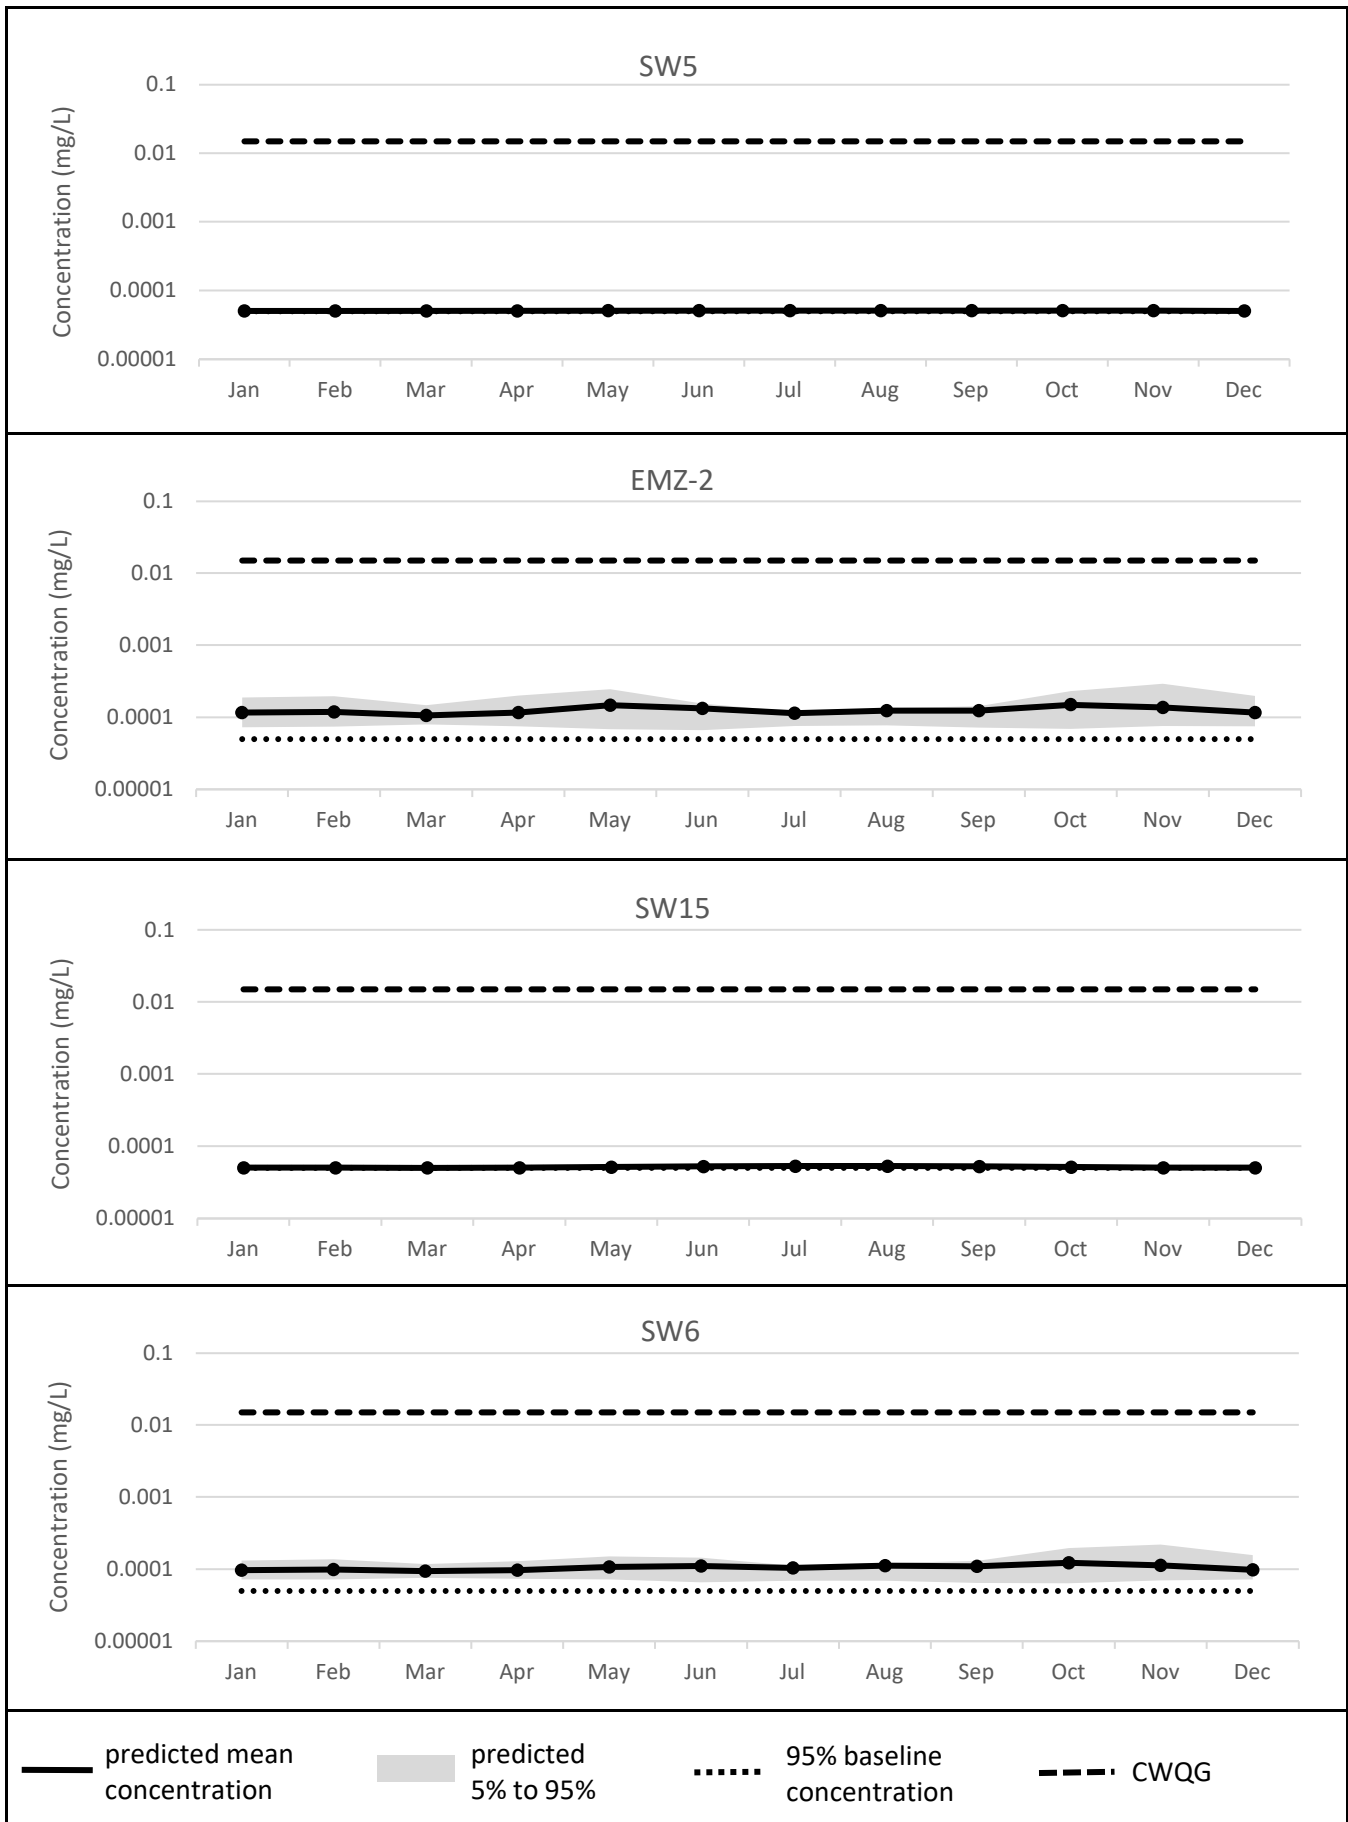 SW5
Concentration (mg/L)
0.1
0.01
0.001
0.0001
0.00001
Jan Feb Mar Apr May Jun Jul Aug Sep Oct Nov Dec
EMZ-2
Concentration (mg/L)
0.1
0.01
0.001
0.0001
0.00001
Jan Feb Mar Apr May Jun Jul Aug Sep Oct Nov Dec
SW15
Concentration (mg/L)
0.1
0.01
0.001
0.0001
0.00001
Jan Feb Mar Apr May Jun Jul Aug Sep Oct Nov Dec
SW6
Concentration (mg/L)
0.1
0.01
0.001
0.0001
0.00001
Jan Feb Mar Apr May Jun Jul Aug Sep Oct Nov Dec
predicted mean
concentration
predicted
5% to 95%
95% baseline
concentration
CWQG